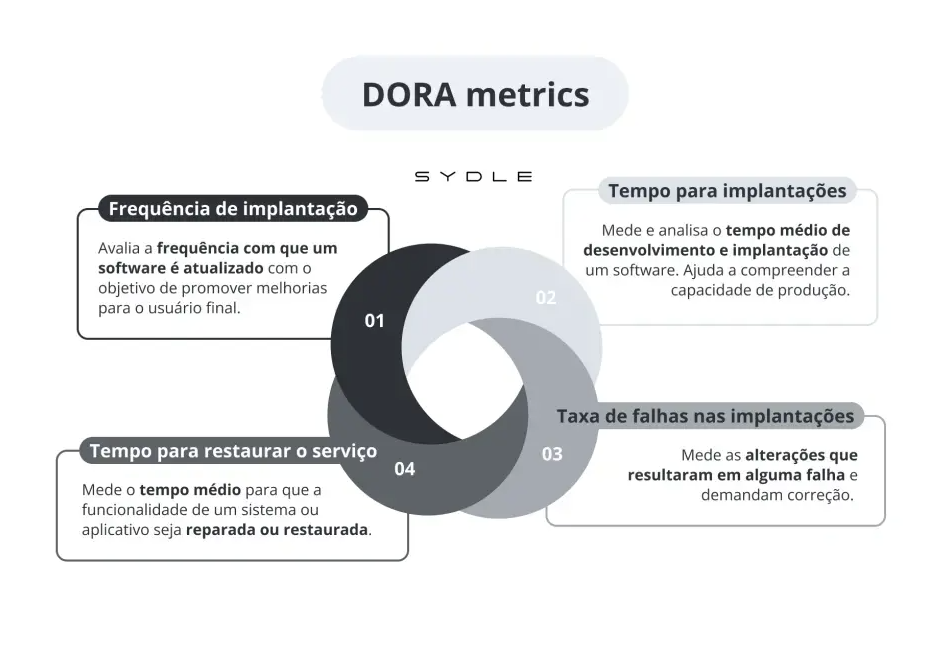 DORA metrics
SYDLE
Frequência de implantação
Avalia a frequência com que um
software é atualizado com o
objetivo de promover melhorias
para o usuário final.
01
Tempo para implantações
Mede e analisa o tempo médio de
desenvolvimento e implantação de
um software. Ajuda a compreender a
capacidade de produção.
02
Taxa de falhas nas implantações
Mede as alterações que
resultaram em alguma falha e
demandam correção.
03
Tempo para restaurar o serviço
Mede o tempo médio para que a
funcionalidade de um sistema ou
aplicativo seja reparada ou restaurada.
04